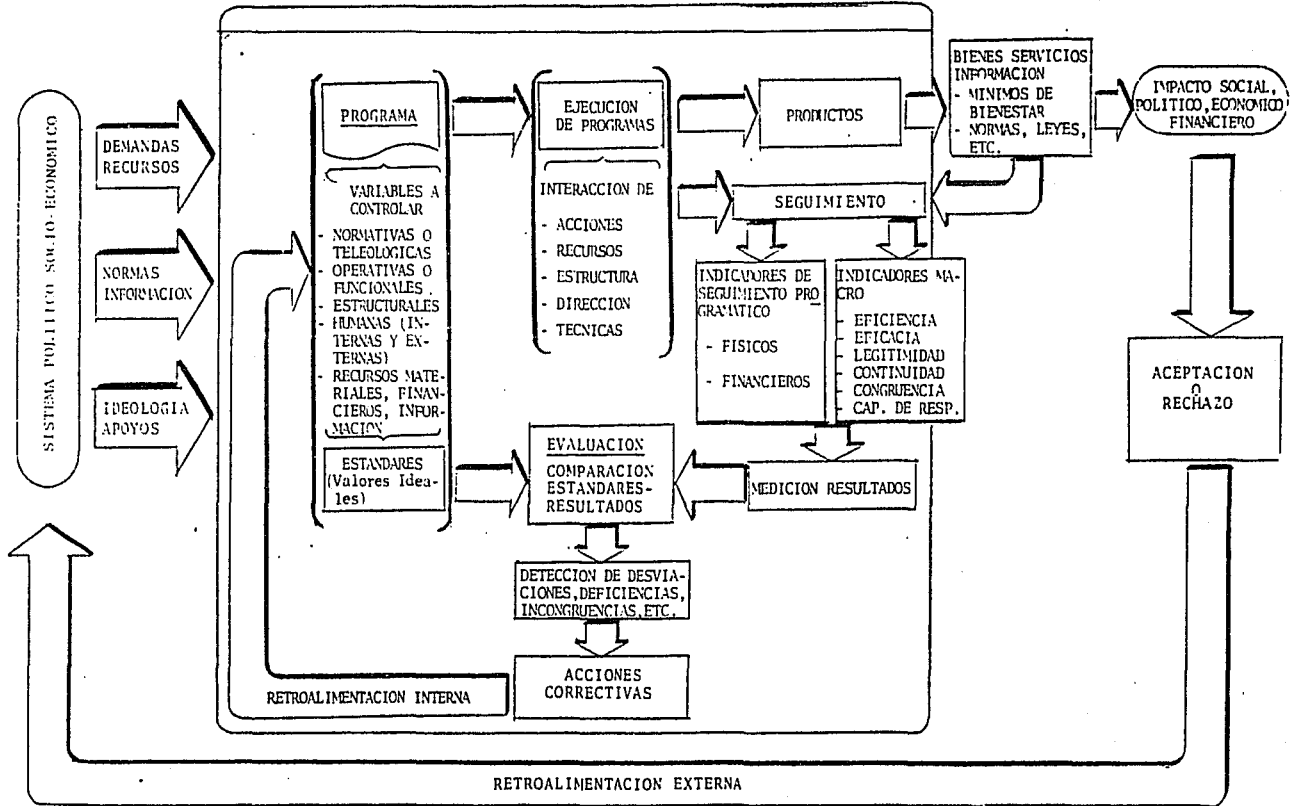 SISTEMA POLITICO SOCIO-ECONOMICO
DEMANDAS
RECURSOS
NORMAS
INFORMACION
IDEOLOGIA
APOYOS
PROGRAMA
VARIABLES A
CONTROLAR
- NORMATIVAS O
TELEOLOGICAS
- OPERATIVAS O
FUNCIONALES.
- ESTRUCTURALES
- HUMANAS (IN-
TERNAS Y EX-
TERNAS)
- RECURSOS MATE-
RIALES, FINAN-
CIEROS, INFOR-
MACION
ESTANDARES
(Valores Idea-
les)
EJECUCION
DE PROGRAMAS
INTERACCION DE
- ACCIONES
- RECURSOS
- ESTRUCTURA
- DIRECCION
- TECNICAS
PRODUCTOS
BIENES SERVICIOS
INFORMACION
- MINIMOS DE
BIENESTAR
- NORMAS, LEYES,
ETC.
IMPACTO SOCIAL,
POLITICO, ECONOMICO
FINANCIERO
SEGUIMIENTO
INDICADORES DE
SEGUIMIENTO PRO
GRAMATICO
- FISICOS
- FINANCIEROS
INDICADORES MA-
CRO
- EFICIENCIA
- EFICACIA
- LEGITIMIDAD
- CONTINUIDAD
- CONGRUENCIA
- CAP. DE RESP.
ACEPTACION
O
RECHAZO
EVALUACION
COMPARACION
ESTANDARES-
RESULTADOS
MEDICION RESULTADOS
DETECCION DE DESVIA-
CIONES, DEFICIENCIAS,
INCONGRUENCIAS, ETC.
ACCIONES
CORRECTIVAS
RETROALIMENTACION INTERNA
RETROALIMENTACION EXTERNA